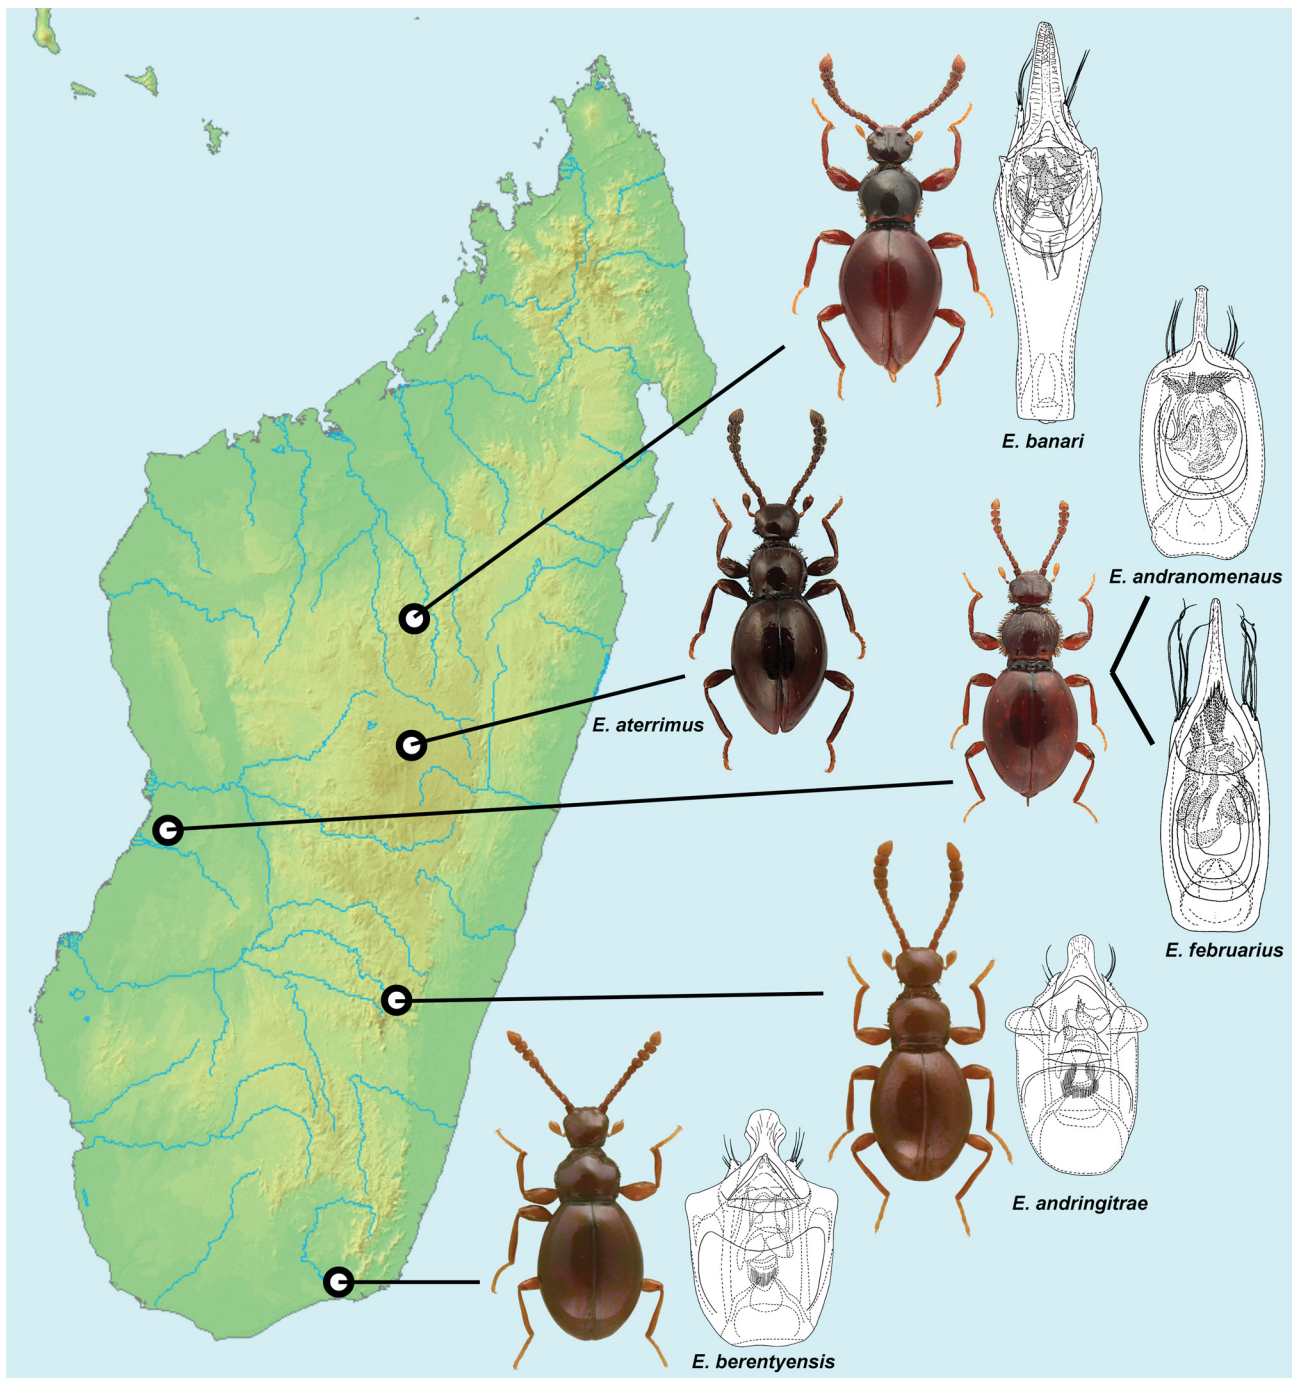 E. banari
E. andranomenaus
E. aterrimus
E. februarius
E. andringitrae
E. berentyensis